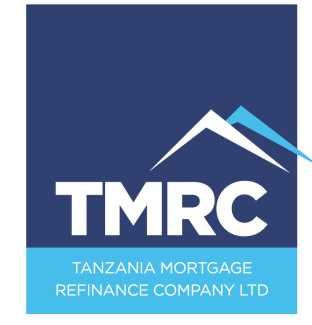 TMRC
TANZANIA MORTGAGE
REFINANCE COMPANY LTD